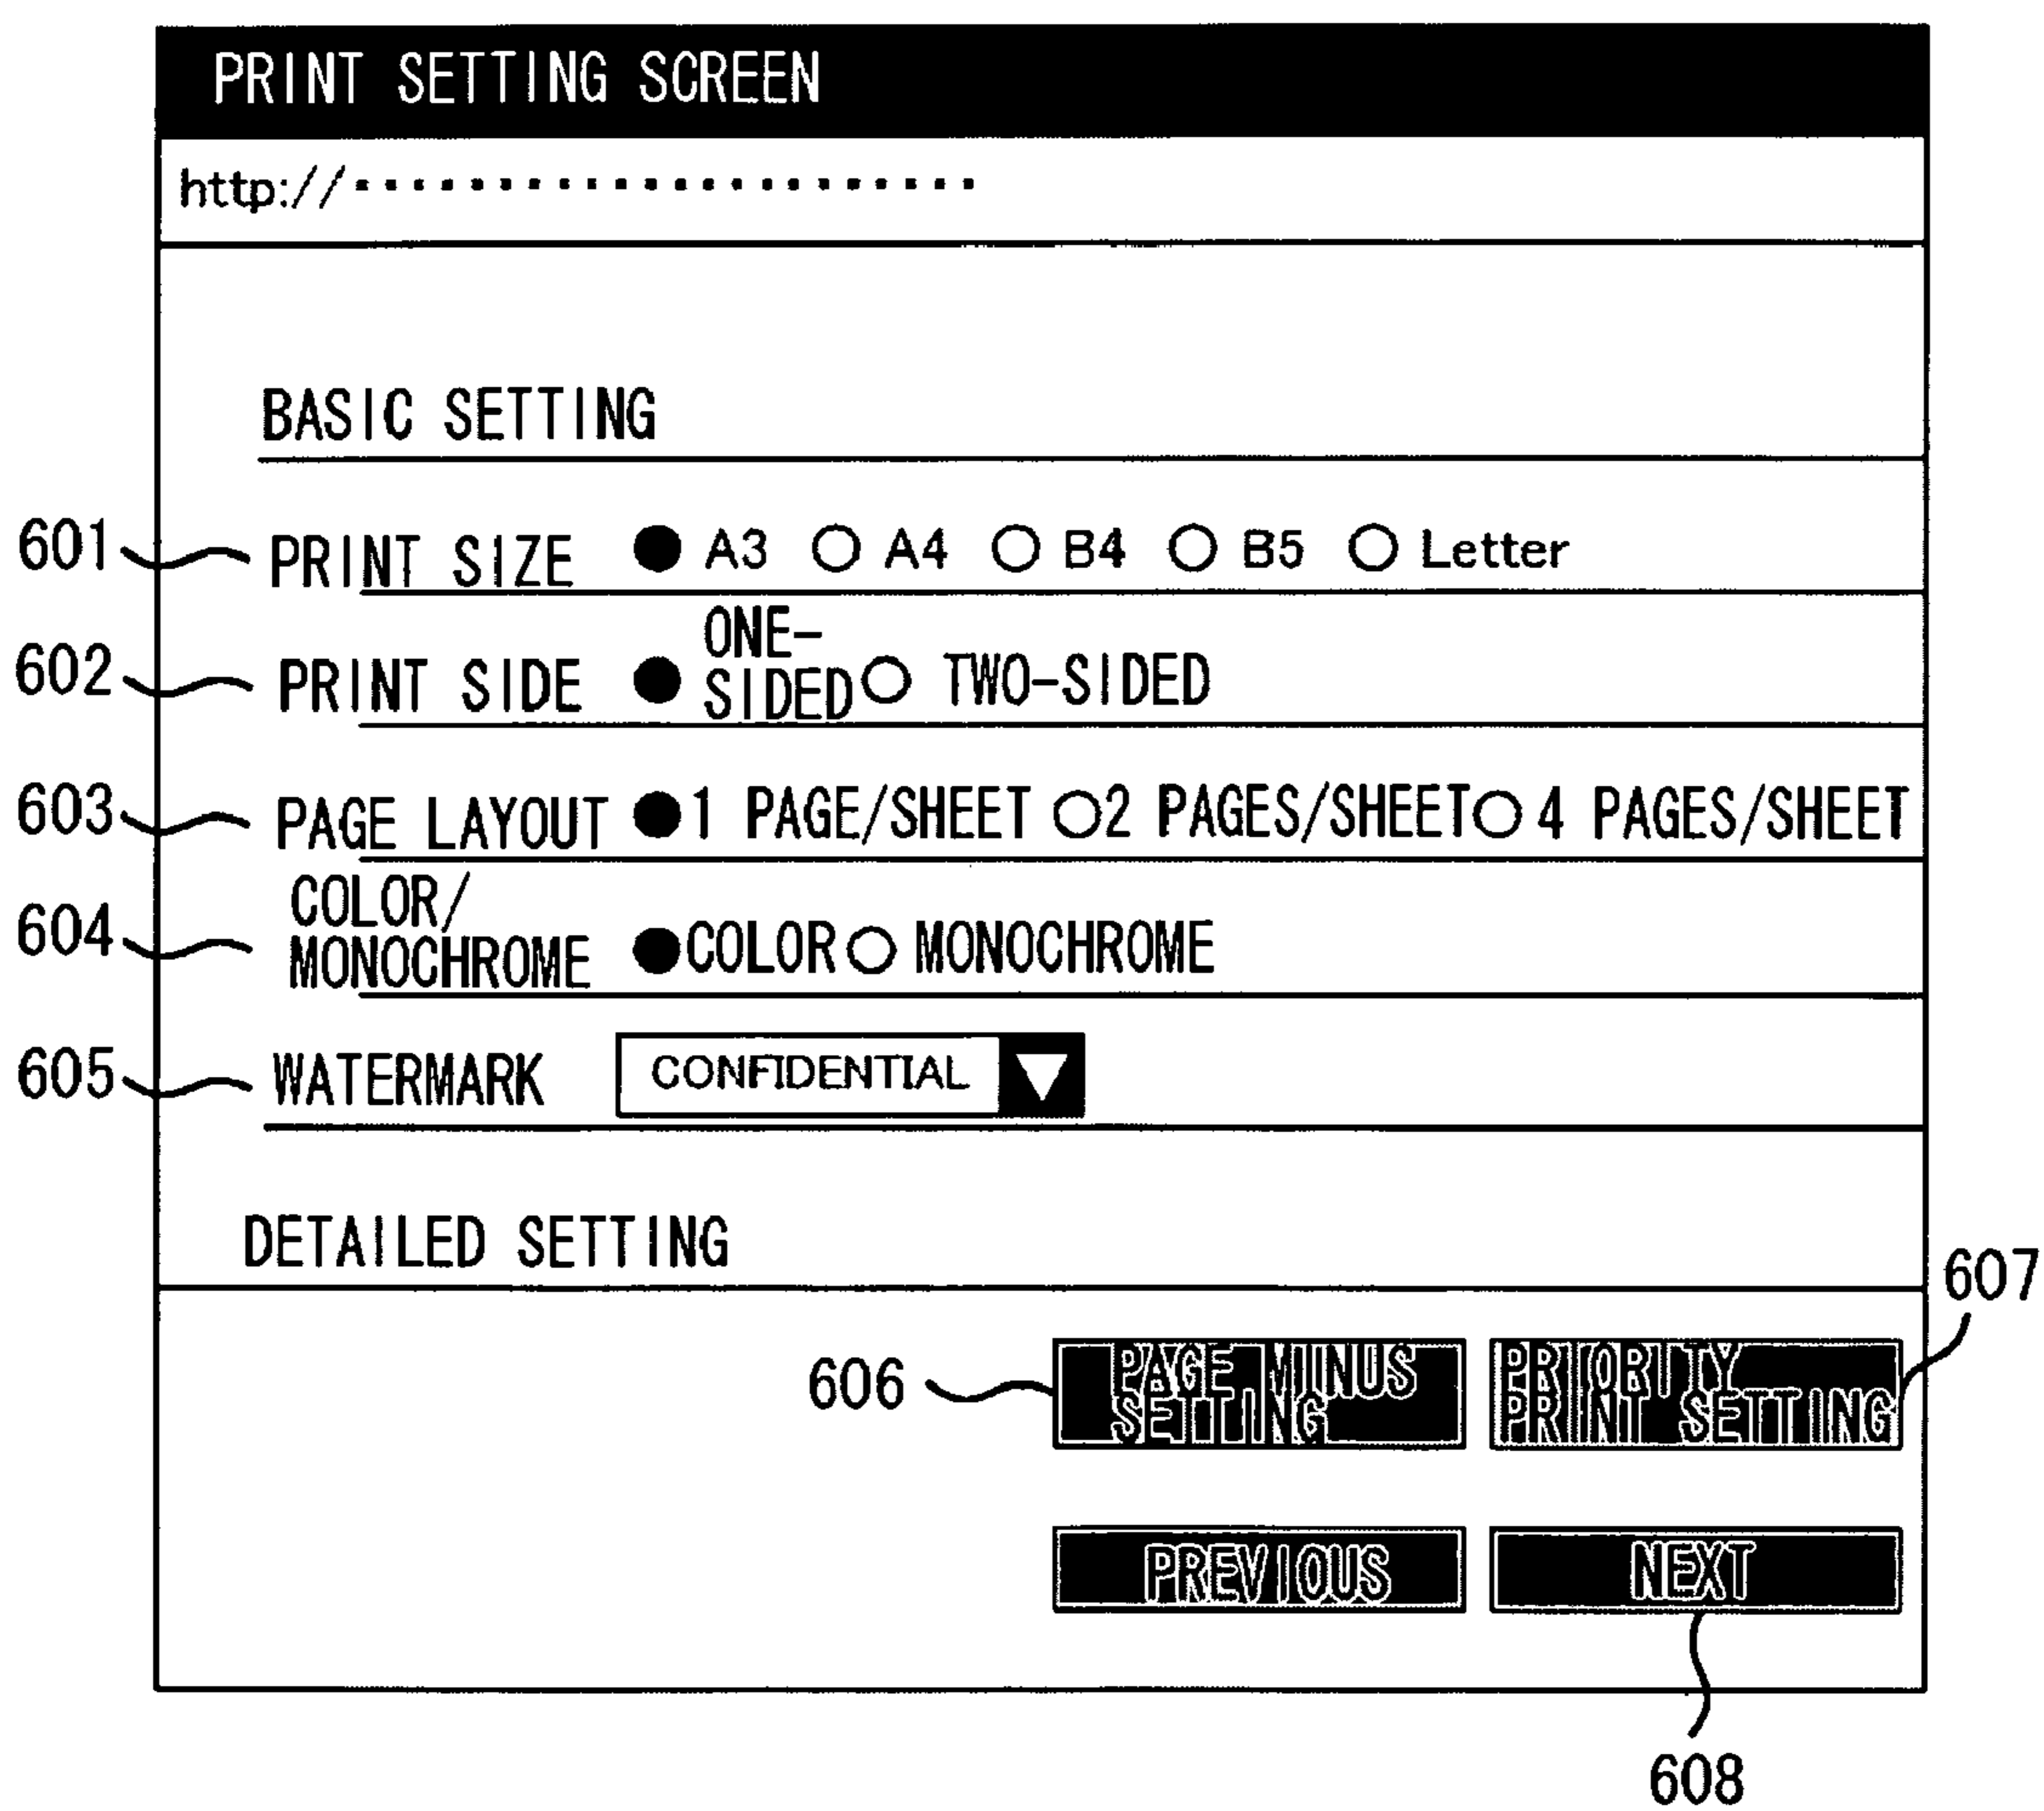 PRINT SETTING SCREEN
http://・・・・・・・・・・・・・・・・・・・・・・
BASIC SETTING
601 PRINT SIZE A3 A4 B4 B5 Letter
602 PRINT SIDE ONE-SIDED TWO-SIDED
603 PAGE LAYOUT 1 PAGE/SHEET 2 PAGES/SHEET 4 PAGES/SHEET
604 COLOR/MONOCHROME COLOR MONOCHROME
605 WATERMARK CONFIDENTIAL
DETAILED SETTING
607
606 PAGE MINUS SETTING PRIORITY PRINT SETTING
PREVIOUS NEXT
608